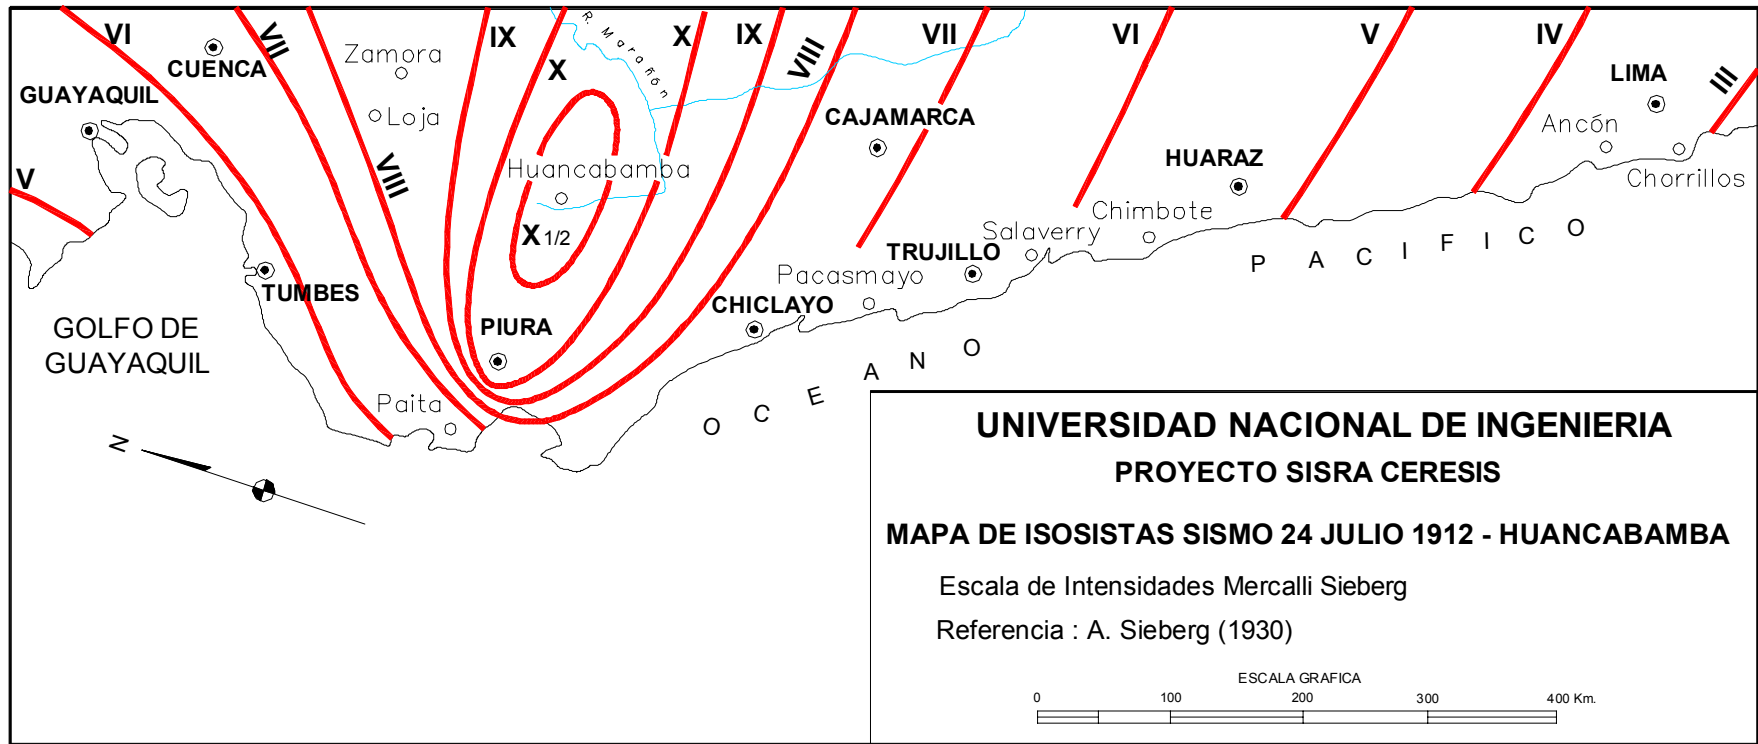 VI
VII
IX
R. Marañón
X
IX
VIII
VII
VI
V
IV
III
CUENCA
Zamora
X
LIMA
GUAYAQUIL
Loja
CAJAMARCA
Ancón
V
VIII
Huancabamba
HUARAZ
Chorrillos
X 1/2
Chimbote
Salaverry
TRUJILLO
PACIFICO
TUMBES
Pacasmayo
CHICLAYO
PIURA
GOLFO DE
GUAYAQUIL
OCEANO
Paita
N
UNIVERSIDAD NACIONAL DE INGENIERIA
PROYECTO SISRA CERESIS
MAPA DE ISOSISTAS SISMO 24 JULIO 1912 - HUANCABAMBA
Escala de Intensidades Mercalli Sieberg
Referencia : A. Sieberg (1930)
ESCALA GRAFICA
0 100 200 300 400 Km.